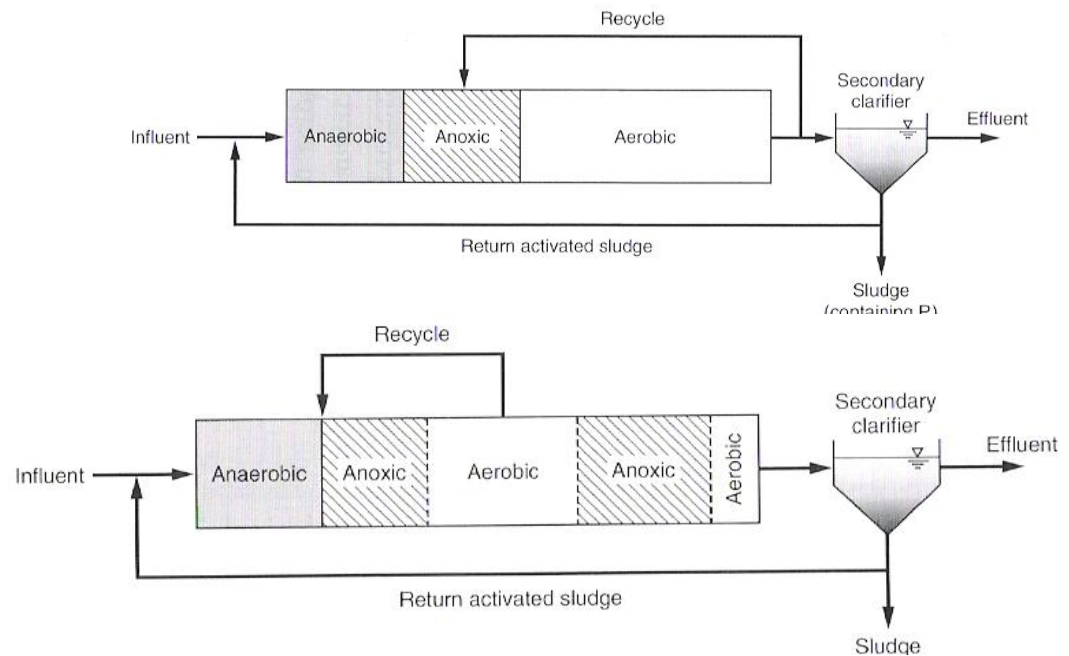 Recycle
Secondary
clarifier
Influent
Anaerobic
Anoxic
Aerobic
Effluent
Return activated sludge
Sludge
(containing P)
Recycle
Secondary
clarifier
Influent
Anaerobic
Anoxic
Aerobic
Anoxic
Aerobic
Effluent
Return activated sludge
Sludge